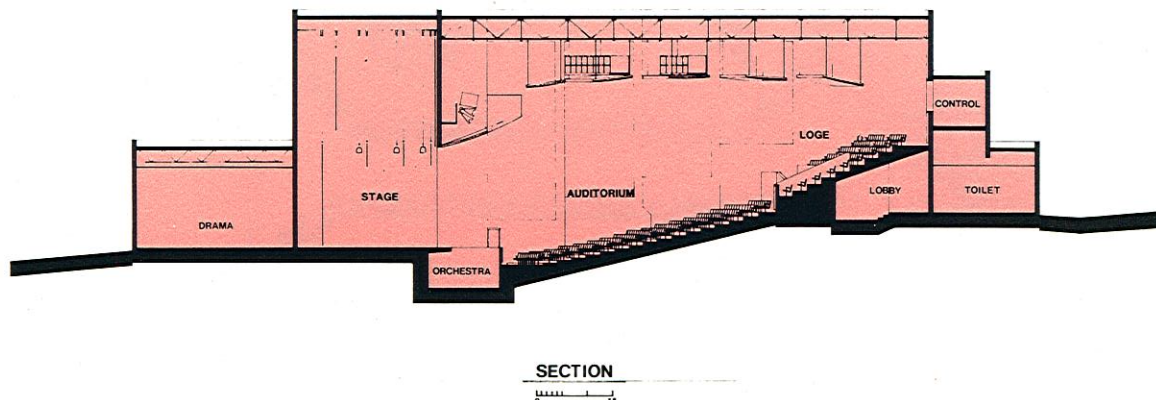 CONTROL
LOGE
STAGE
AUDITORIUM
LOBBY
TOILET
DRAMA
ORCHESTRA
SECTION